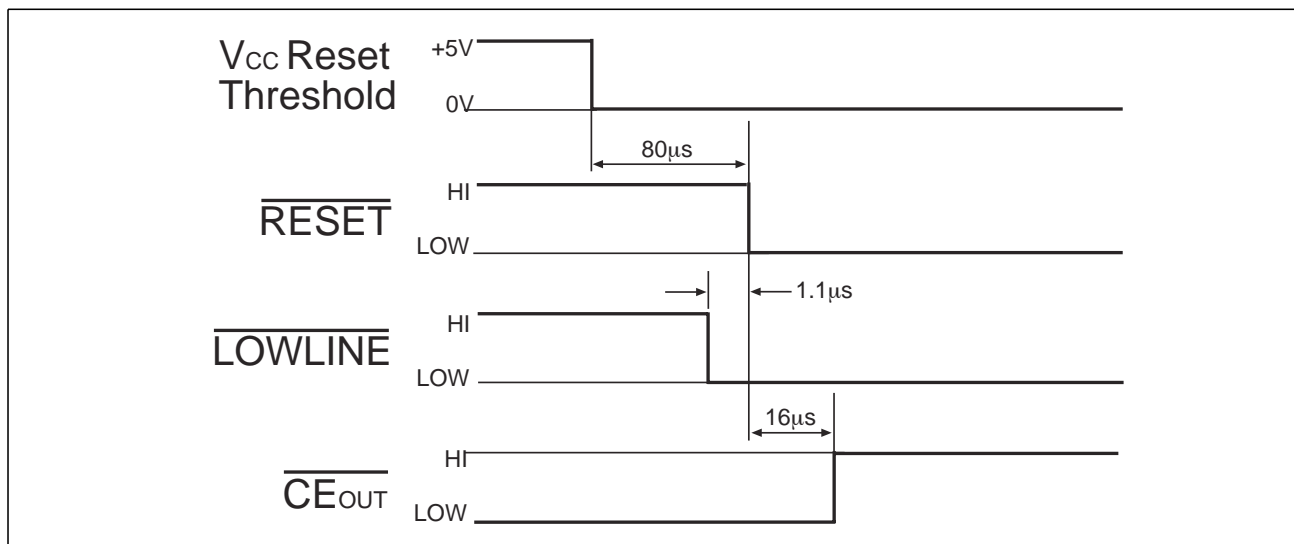 VCC Reset
Threshold
+5V
0V
80μs
HI
RESET
LOW
1.1μs
HI
LOWLINE
LOW
16μs
HI
CEOUT
LOW